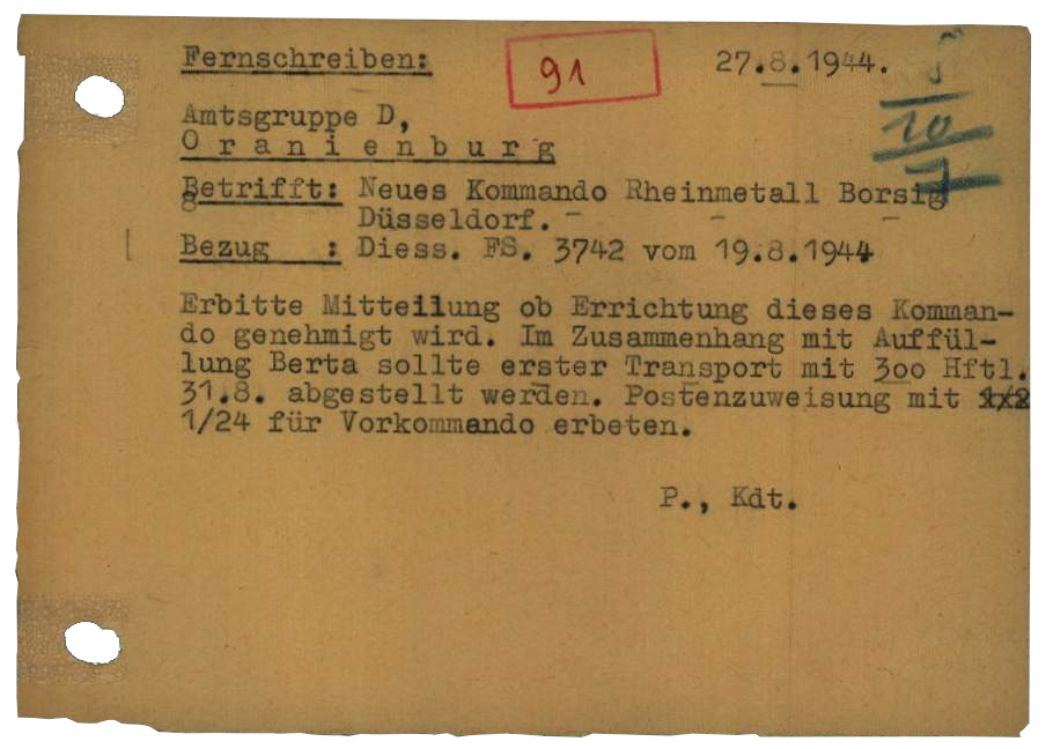 Fernschreiben:
91
27.8.1944.
10
7
Amtsgruppe D,
O r a n i e n b u r g
Betrifft: Neues Kommando Rheinmetall Borsig
Düsseldorf.
Bezug : Diess. FS. 3742 vom 19.8.1944
Erbitte Mitteilung ob Errichtung dieses Komman-
do genehmigt wird. Im Zusammenhang mit Auffül-
lung Berta sollte erster Transport mit 300 Hftl.
31.8. abgestellt werden. Postenzuweisung mit
1/24 für Vorkommando erbeten.
P., Kdt.